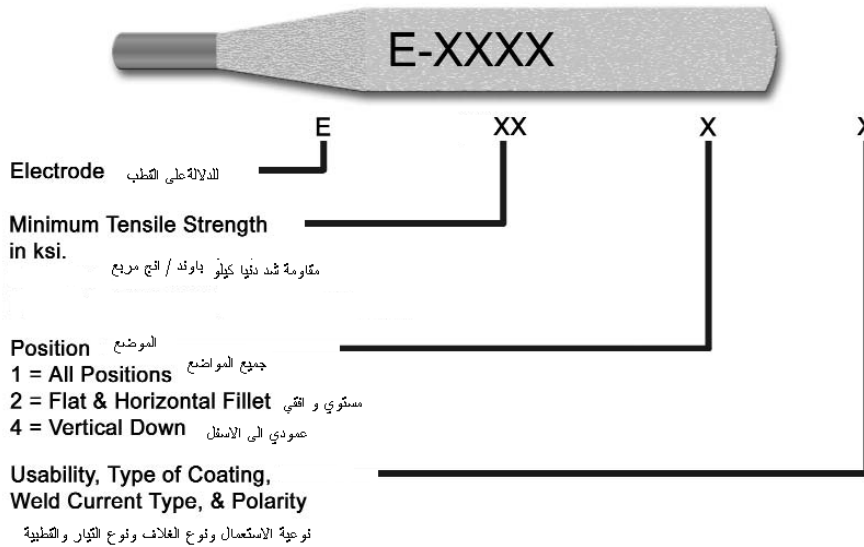 E-XXXX
E XX X X
Electrode للدلالة على القطب
Minimum Tensile Strength
in ksi.
مقاومة شد دنيا كيلو باوند / انج مربع
Position الموضع
1 = All Positions جميع المواضع
2 = Flat & Horizontal Fillet مستوي و افقي
4 = Vertical Down عمودي الى الاسفل
Usability, Type of Coating,
Weld Current Type, & Polarity
نوعية الاستعمال ونوع الغلاف ونوع التيار والقطبية